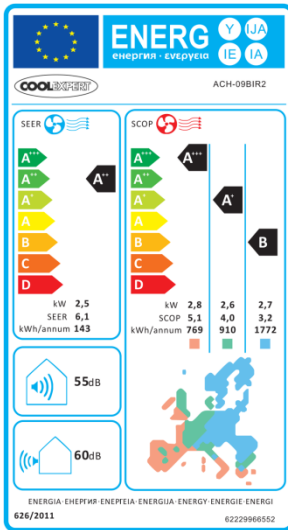 ENERG
енергия · ενεργεια
Y IJA
IE IA
COOLEXPERT
ACH-09BIR2
SEER
SCOP
A+++
A++
A+
A
B
C
D
A++
A+++
A++
A+
A
B
C
D
A+++
A+
B
kW 2,5
SEER 6,1
kWh/annum 143
kW 2,8 2,6 2,7
SCOP 5,1 4,0 3,2
kWh/annum 769 910 1772
55dB
60dB
ENERGIA·ЕНЕРГИЯ·ΕΝΕΡΓΕΙΑ·ENERGIJA·ENERGY·ENERGIE·ENERGI
626/2011
62229966552